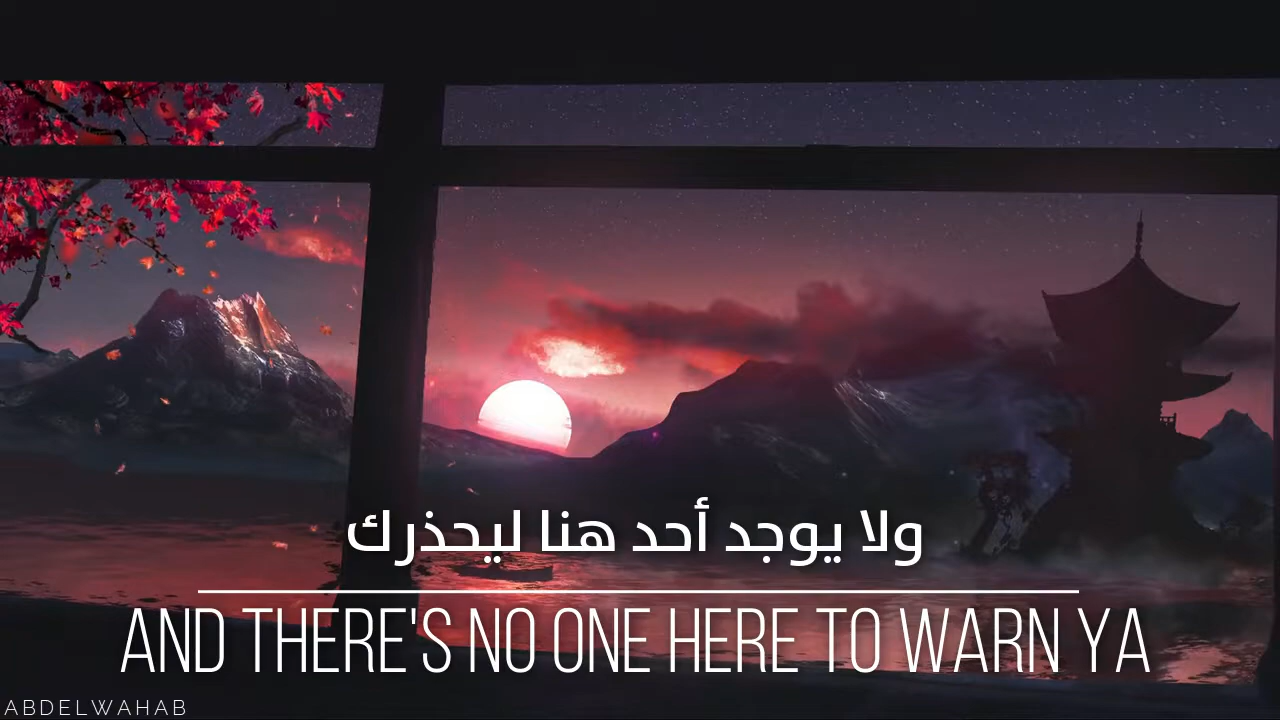 ولا يوجد أحد هنا ليحذرك
AND THERE'S NO ONE HERE TO WARN YA
ABDELWAHAB